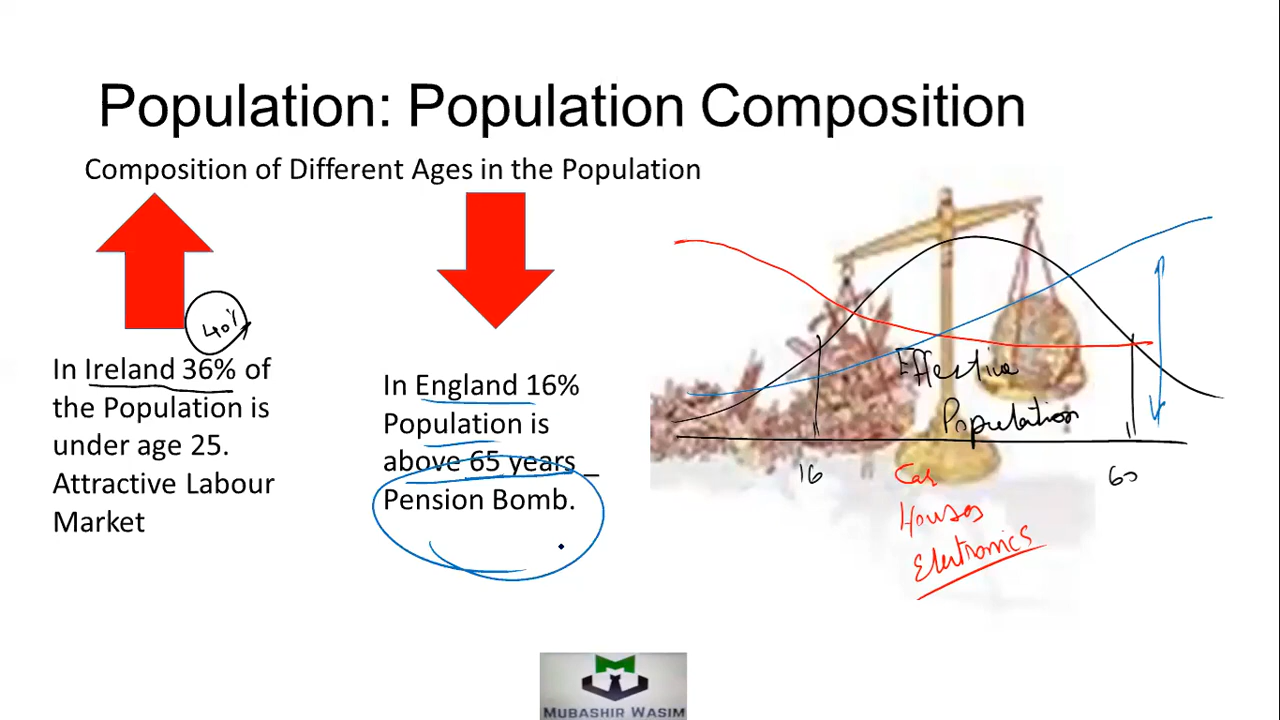 Population: Population Composition
Composition of Different Ages in the Population
40%
In Ireland 36% of
the Population is
under age 25.
Attractive Labour
Market
In England 16%
Population is
above 65 years _
Pension Bomb.
Effective
Population
16
60
Car
Houses
Electronics
MUBASHIR WASIM